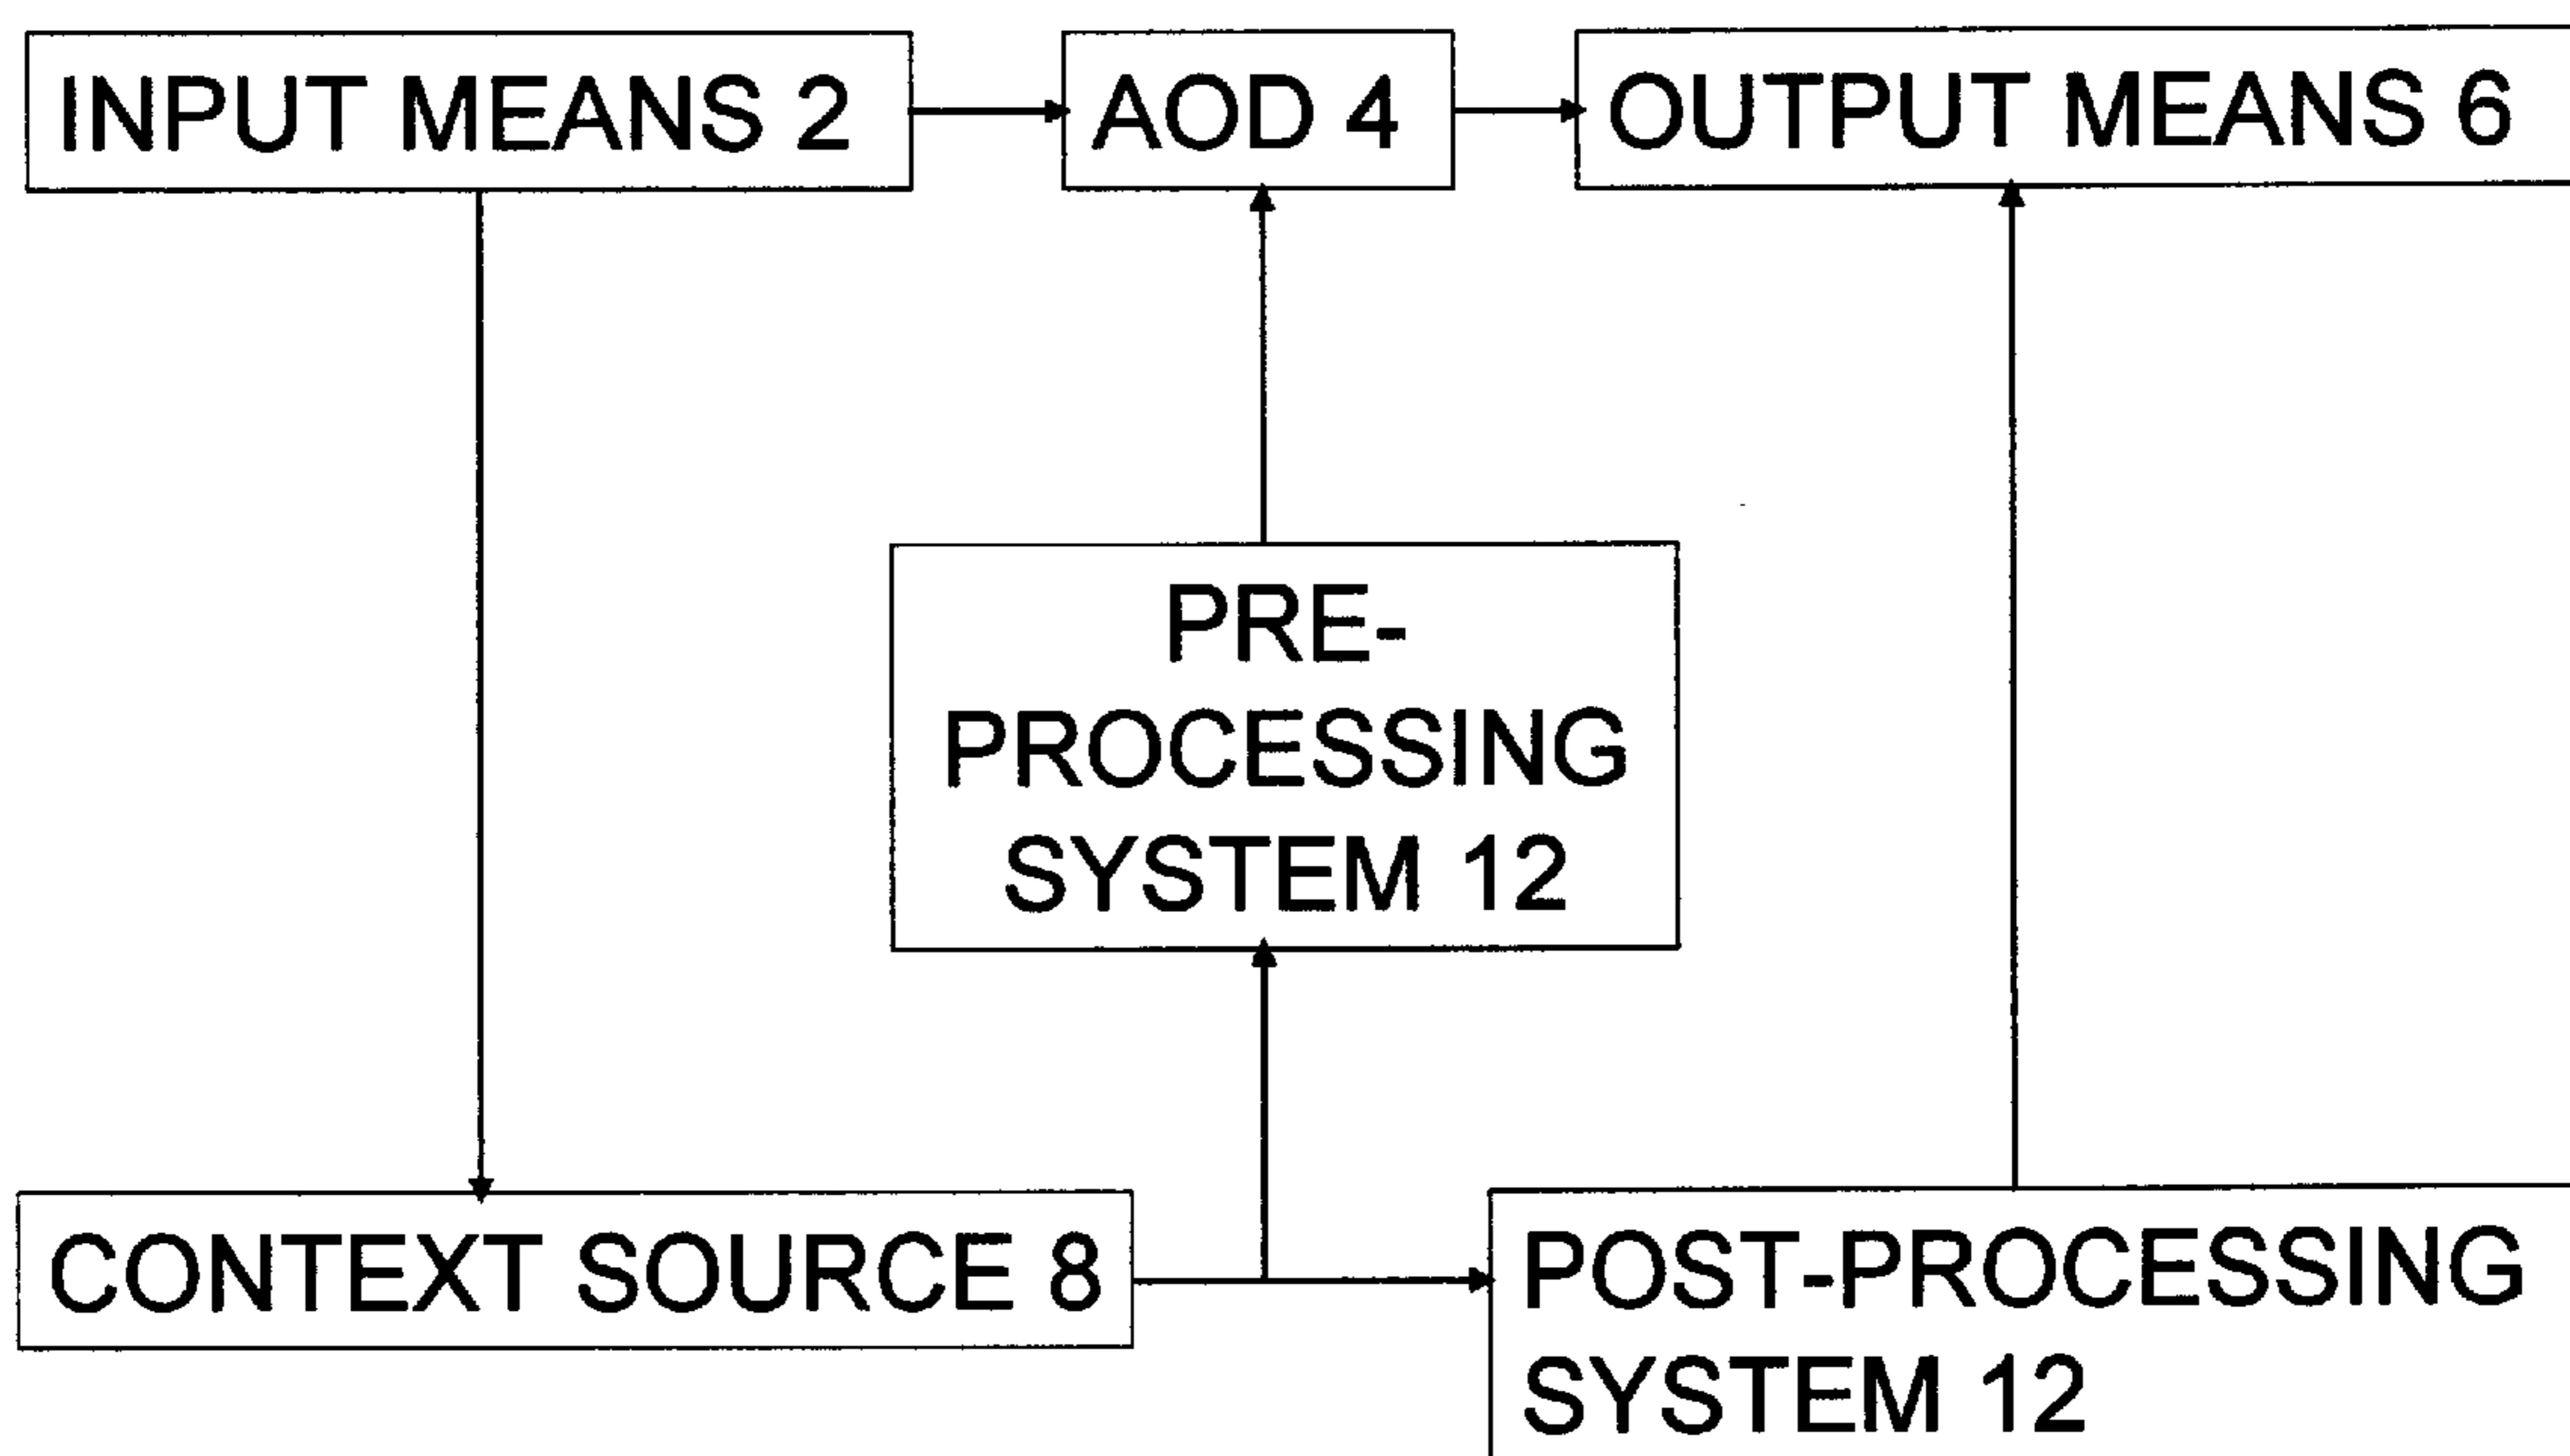 INPUT MEANS 2
AOD 4
OUTPUT MEANS 6
PRE-
PROCESSING
SYSTEM 12
CONTEXT SOURCE 8
POST-PROCESSING
SYSTEM 12